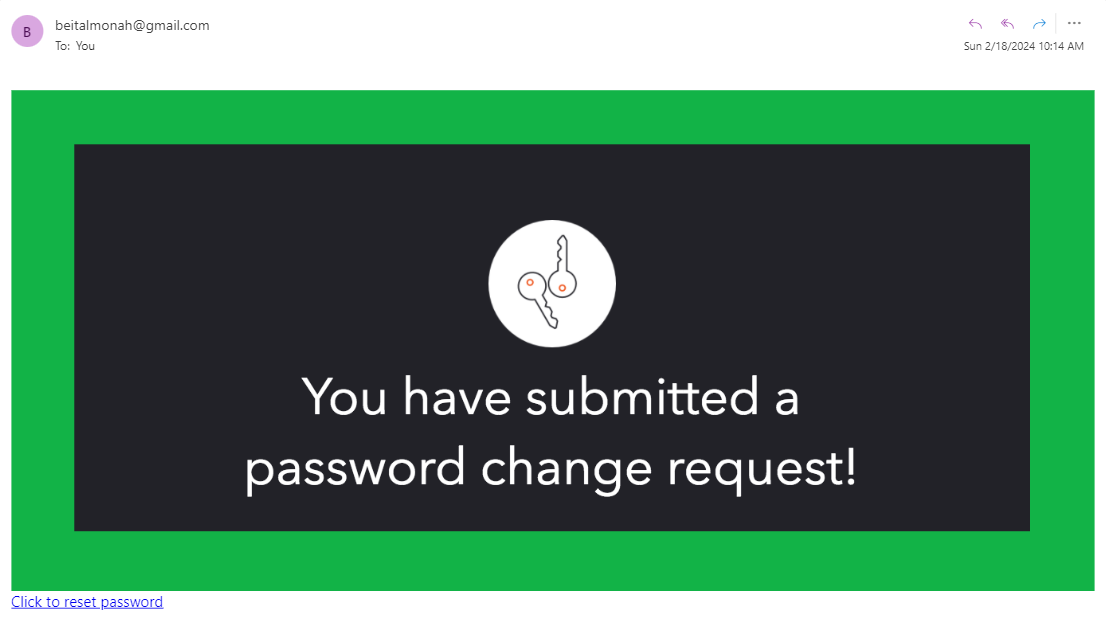 B
beitalmonah@gmail.com
To: You
Sun 2/18/2024 10:14 AM
You have submitted a
password change request!
Click to reset password